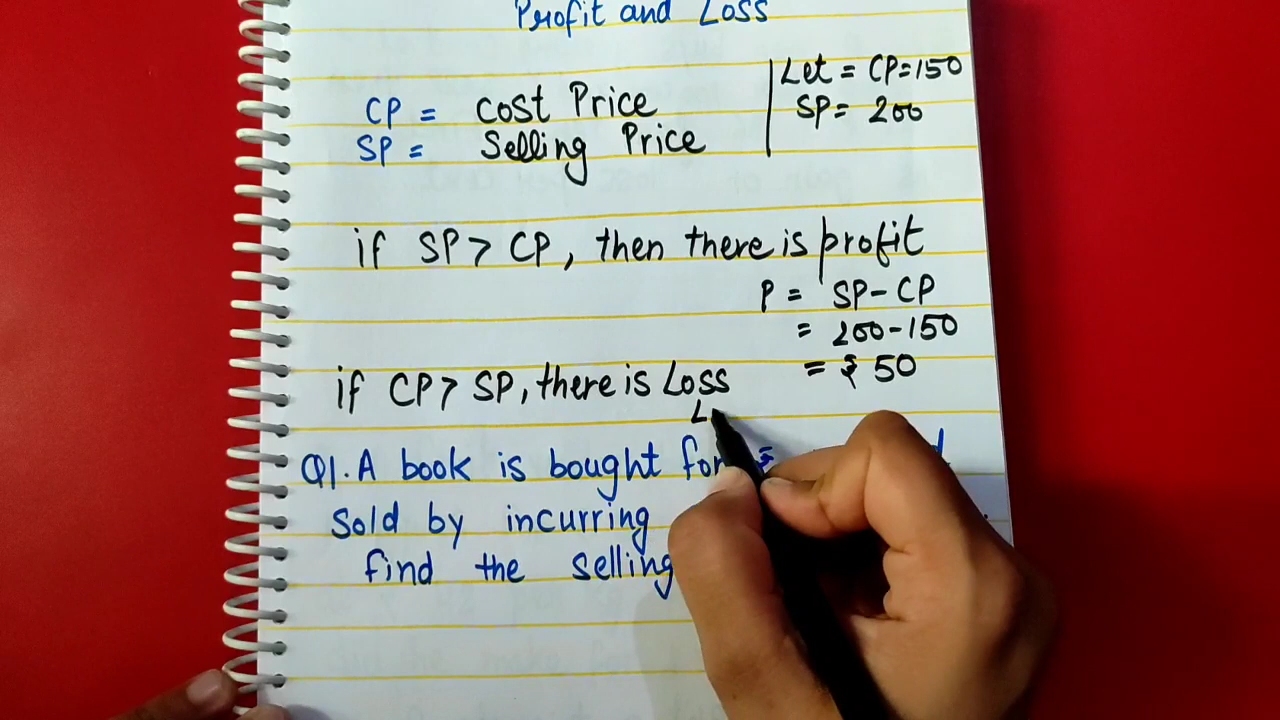 Profit and Loss
CP = Cost Price
SP = Selling Price
Let = CP=150
SP= 200
if SP > CP, then there is profit
P = SP - CP
= 200 - 150
= ₹ 50
if CP > SP, there is Loss
L
Q1. A book is bought for ₹
Sold by incurring
find the selling